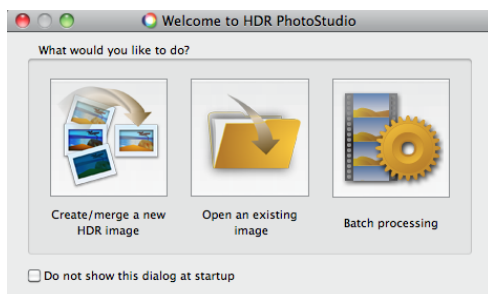 Welcome to HDR PhotoStudio
What would you like to do?
Create/merge a new
HDR image
Open an existing
image
Batch processing
Do not show this dialog at startup